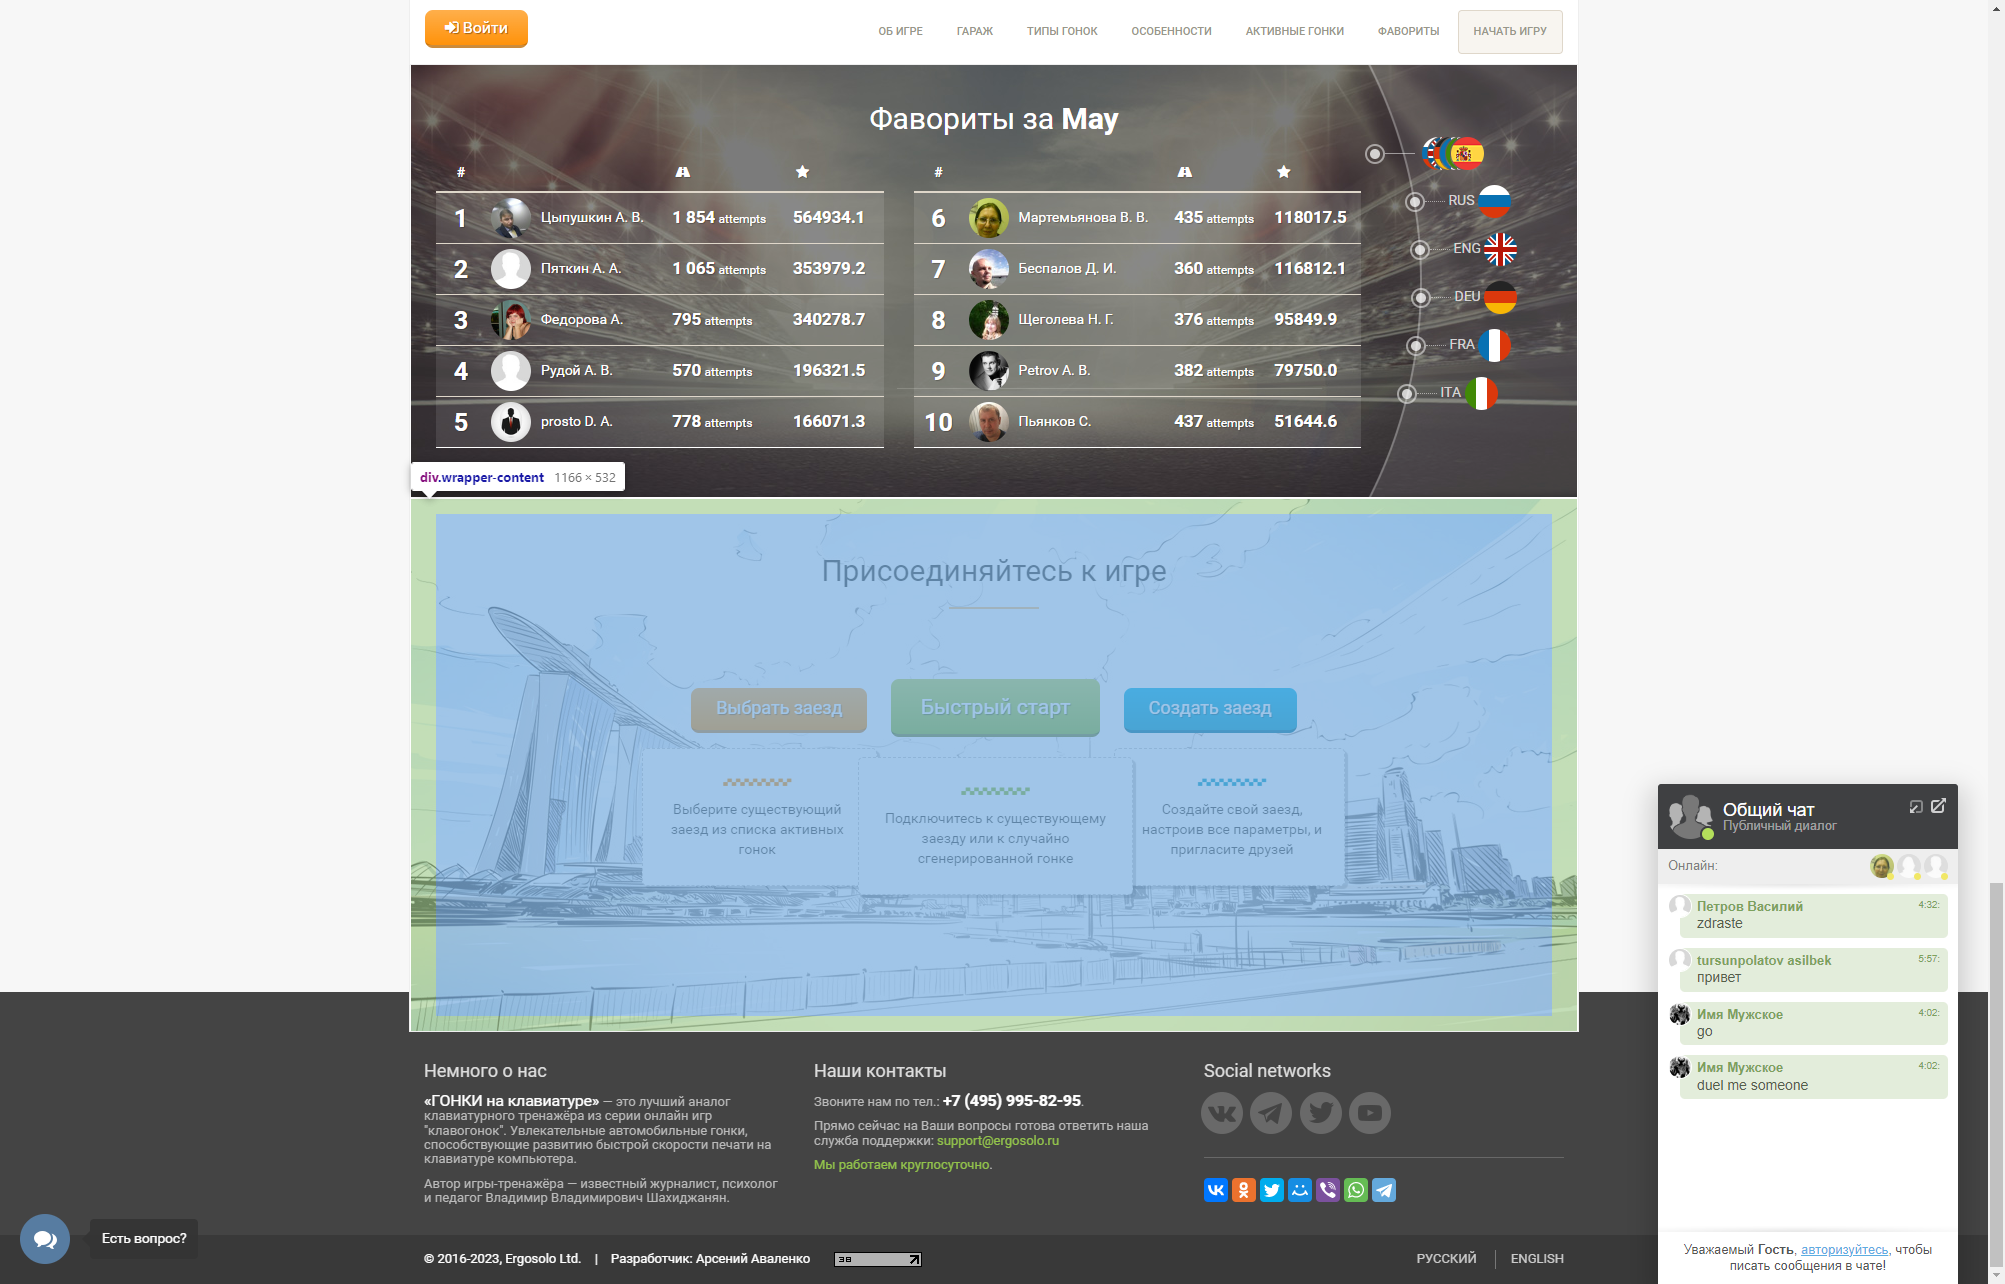 Войти
ОБ ИГРЕ
ГАРАЖ
ТИПЫ ГОНОК
ОСОБЕННОСТИ
АКТИВНЫЕ ГОНКИ
ФАВОРИТЫ
НАЧАТЬ ИГРУ
Фавориты за May
#
1 Цыпушкин А. В. 1 854 attempts 564934.1
2 Пяткин А. А. 1 065 attempts 353979.2
3 Федорова А. 795 attempts 340278.7
4 Рудой А. В. 570 attempts 196321.5
5 prosto D. A. 778 attempts 166071.3
#
6 Мартемьянова В. В. 435 attempts 118017.5
7 Беспалов Д. И. 360 attempts 116812.1
8 Щеголева Н. Г. 376 attempts 95849.9
9 Petrov A. B. 382 attempts 79750.0
10 Пьянков С. 437 attempts 51644.6
RUS
ENG
DEU
FRA
ITA
div.wrapper-content 1166 × 532
Присоединяйтесь к игре
Выбрать заезд
Быстрый старт
Создать заезд
Выберите существующий
заезд из списка активных
гонок
Подключитесь к существующему
заезду или к случайно
сгенерированной гонке
Создайте свой заезд,
настроив все параметры, и
пригласите друзей
Немного о нас
«ГОНКИ на клавиатуре» — это лучший аналог
клавиатурного тренажёра из серии онлайн игр
"клавогонок". Увлекательные автомобильные гонки,
способствующие развитию быстрой скорости печати на
клавиатуре компьютера.
Автор игры-тренажёра — известный журналист, психолог
и педагог Владимир Владимирович Шахиджанян.
Наши контакты
Звоните нам по тел.: +7 (495) 995-82-95.
Прямо сейчас на Ваши вопросы готова ответить наша
служба поддержки: support@ergosolo.ru
Мы работаем круглосуточно.
Social networks
Есть вопрос?
© 2016-2023, Ergosolo Ltd. | Разработчик: Арсений Аваленко
38
РУССКИЙ
ENGLISH
Общий чат
Публичный диалог
Онлайн:
Петров Василий 4:32:
zdraste
tursunpolatov asilbek 5:57:
привет
Имя Мужское 4:02:
go
Имя Мужское 4:02:
duel me someone
Уважаемый Гость, авторизуйтесь, чтобы
писать сообщения в чате!